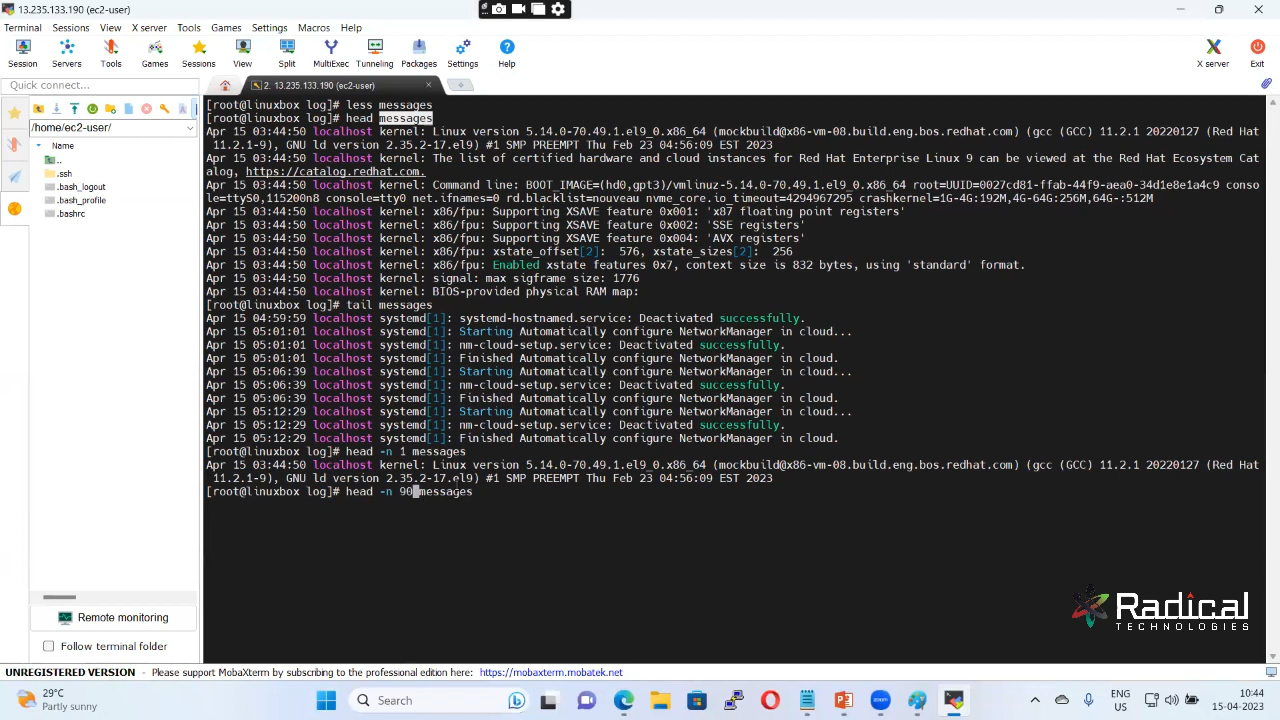 13.235.133.190 (ec2-user)
Terminal Sessions View X server Tools Games Settings Macros Help
Session Servers Tools Games Sessions View Split MultiExec Tunneling Packages Settings Help X server Exit
Quick connect...
2. 13.235.133.190 (ec2-user)
/home/ec2-user/
Name
..
.ssh
.bash_logout
.bash_profile
.bashrc
[root@linuxbox log]# less messages
[root@linuxbox log]# head messages
Apr 15 03:44:50 localhost kernel: Linux version 5.14.0-70.49.1.el9_0.x86_64 (mockbuild@x86-vm-08.build.eng.bos.redhat.com) (gcc (GCC) 11.2.1 20220127 (Red Hat
11.2.1-9), GNU ld version 2.35.2-17.el9) #1 SMP PREEMPT Thu Feb 23 04:56:09 EST 2023
Apr 15 03:44:50 localhost kernel: The list of certified hardware and cloud instances for Red Hat Enterprise Linux 9 can be viewed at the Red Hat Ecosystem Cat
alog, https://catalog.redhat.com.
Apr 15 03:44:50 localhost kernel: Command line: BOOT_IMAGE=(hd0,gpt3)/vmlinuz-5.14.0-70.49.1.el9_0.x86_64 root=UUID=0027cd81-ffab-44f9-aea0-34d1e8e1a4c9 conso
le=ttyS0,115200n8 console=tty0 net.ifnames=0 rd.blacklist=nouveau nvme_core.io_timeout=4294967295 crashkernel=1G-4G:192M,4G-64G:256M,64G-:512M
Apr 15 03:44:50 localhost kernel: x86/fpu: Supporting XSAVE feature 0x001: 'x87 floating point registers'
Apr 15 03:44:50 localhost kernel: x86/fpu: Supporting XSAVE feature 0x002: 'SSE registers'
Apr 15 03:44:50 localhost kernel: x86/fpu: Supporting XSAVE feature 0x004: 'AVX registers'
Apr 15 03:44:50 localhost kernel: x86/fpu: xstate_offset[2]:  576, xstate_sizes[2]:  256
Apr 15 03:44:50 localhost kernel: x86/fpu: Enabled xstate features 0x7, context size is 832 bytes, using 'standard' format.
Apr 15 03:44:50 localhost kernel: signal: max sigframe size: 1776
Apr 15 03:44:50 localhost kernel: BIOS-provided physical RAM map:
[root@linuxbox log]# tail messages
Apr 15 04:59:59 localhost systemd[1]: systemd-hostnamed.service: Deactivated successfully.
Apr 15 05:01:01 localhost systemd[1]: Starting Automatically configure NetworkManager in cloud...
Apr 15 05:01:01 localhost systemd[1]: nm-cloud-setup.service: Deactivated successfully.
Apr 15 05:01:01 localhost systemd[1]: Finished Automatically configure NetworkManager in cloud.
Apr 15 05:06:39 localhost systemd[1]: Starting Automatically configure NetworkManager in cloud...
Apr 15 05:06:39 localhost systemd[1]: nm-cloud-setup.service: Deactivated successfully.
Apr 15 05:06:39 localhost systemd[1]: Finished Automatically configure NetworkManager in cloud.
Apr 15 05:12:29 localhost systemd[1]: Starting Automatically configure NetworkManager in cloud...
Apr 15 05:12:29 localhost systemd[1]: nm-cloud-setup.service: Deactivated successfully.
Apr 15 05:12:29 localhost systemd[1]: Finished Automatically configure NetworkManager in cloud.
[root@linuxbox log]# head -n 1 messages
Apr 15 03:44:50 localhost kernel: Linux version 5.14.0-70.49.1.el9_0.x86_64 (mockbuild@x86-vm-08.build.eng.bos.redhat.com) (gcc (GCC) 11.2.1 20220127 (Red Hat
11.2.1-9), GNU ld version 2.35.2-17.el9) #1 SMP PREEMPT Thu Feb 23 04:56:09 EST 2023
[root@linuxbox log]# head -n 90 messages
Radical
TECHNOLOGIES
Remote monitoring
Follow terminal folder
UNREGISTERED VERSION - Please support MobaXterm by subscribing to the professional edition here: https://mobaxterm.mobatek.net
29°C
Partly sunny
Search
ENG
US
10:44
15-04-2023